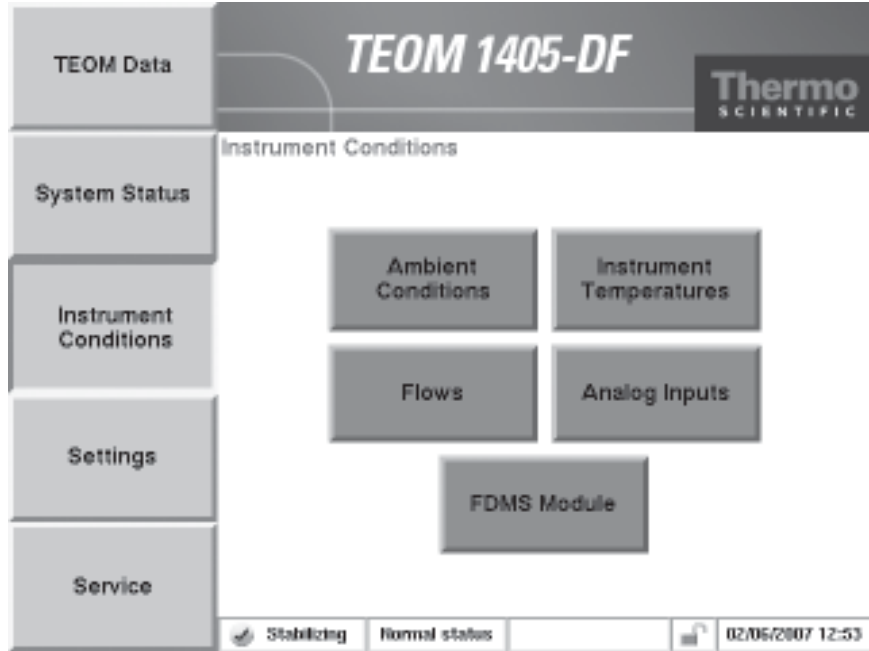 TEOM Data
System Status
Instrument
Conditions
Settings
Service
TEOM 1405-DF
Thermo
SCIENTIFIC
Instrument Conditions
Ambient
Conditions
Instrument
Temperatures
Flows
Analog Inputs
FDMS Module
Stabilizing
Normal status
02/06/2007 12:53